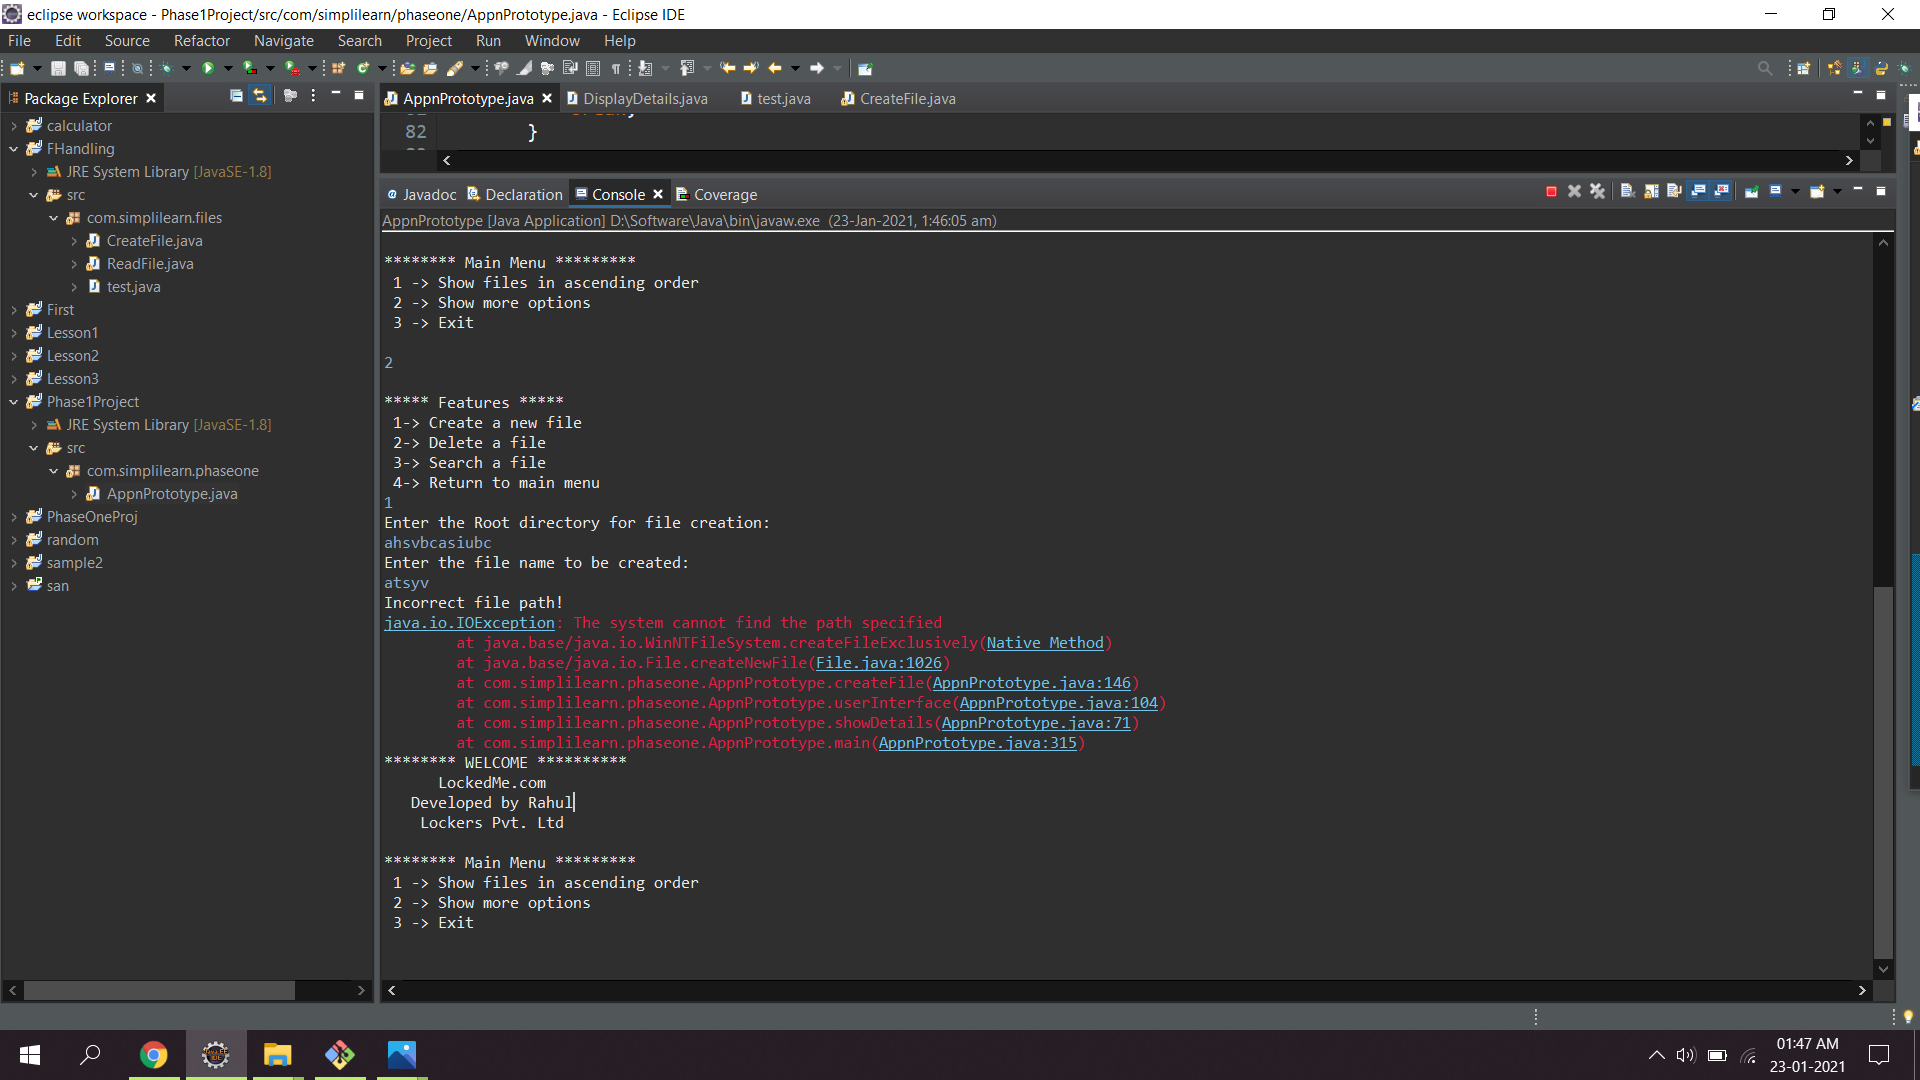 eclipse workspace - Phase1Project/src/com/simplilearn/phaseone/AppnPrototype.java - Eclipse IDE
File Edit Source Refactor Navigate Search Project Run Window Help
Package Explorer
calculator
FHandling
JRE System Library [JavaSE-1.8]
src
com.simplilearn.files
CreateFile.java
ReadFile.java
test.java
First
Lesson1
Lesson2
Lesson3
Phase1Project
JRE System Library [JavaSE-1.8]
src
com.simplilearn.phaseone
AppnPrototype.java
PhaseOneProj
random
sample2
san
AppnPrototype.java DisplayDetails.java test.java CreateFile.java
82 }
Javadoc Declaration Console Coverage
AppnPrototype [Java Application] D:\Software\Java\bin\javaw.exe (23-Jan-2021, 1:46:05 am)
******** Main Menu *********
1 -> Show files in ascending order
2 -> Show more options
3 -> Exit
2
***** Features *****
1-> Create a new file
2-> Delete a file
3-> Search a file
4-> Return to main menu
1
Enter the Root directory for file creation:
ahsvbcasiubc
Enter the file name to be created:
atsyv
Incorrect file path!
java.io.IOException: The system cannot find the path specified
at java.base/java.io.WinNTFileSystem.createFileExclusively(Native Method)
at java.base/java.io.File.createNewFile(File.java:1026)
at com.simplilearn.phaseone.AppnPrototype.createFile(AppnPrototype.java:146)
at com.simplilearn.phaseone.AppnPrototype.userInterface(AppnPrototype.java:104)
at com.simplilearn.phaseone.AppnPrototype.showDetails(AppnPrototype.java:71)
at com.simplilearn.phaseone.AppnPrototype.main(AppnPrototype.java:315)
******** WELCOME **********
LockedMe.com
Developed by Rahul
Lockers Pvt. Ltd
******** Main Menu *********
1 -> Show files in ascending order
2 -> Show more options
3 -> Exit
01:47 AM
23-01-2021